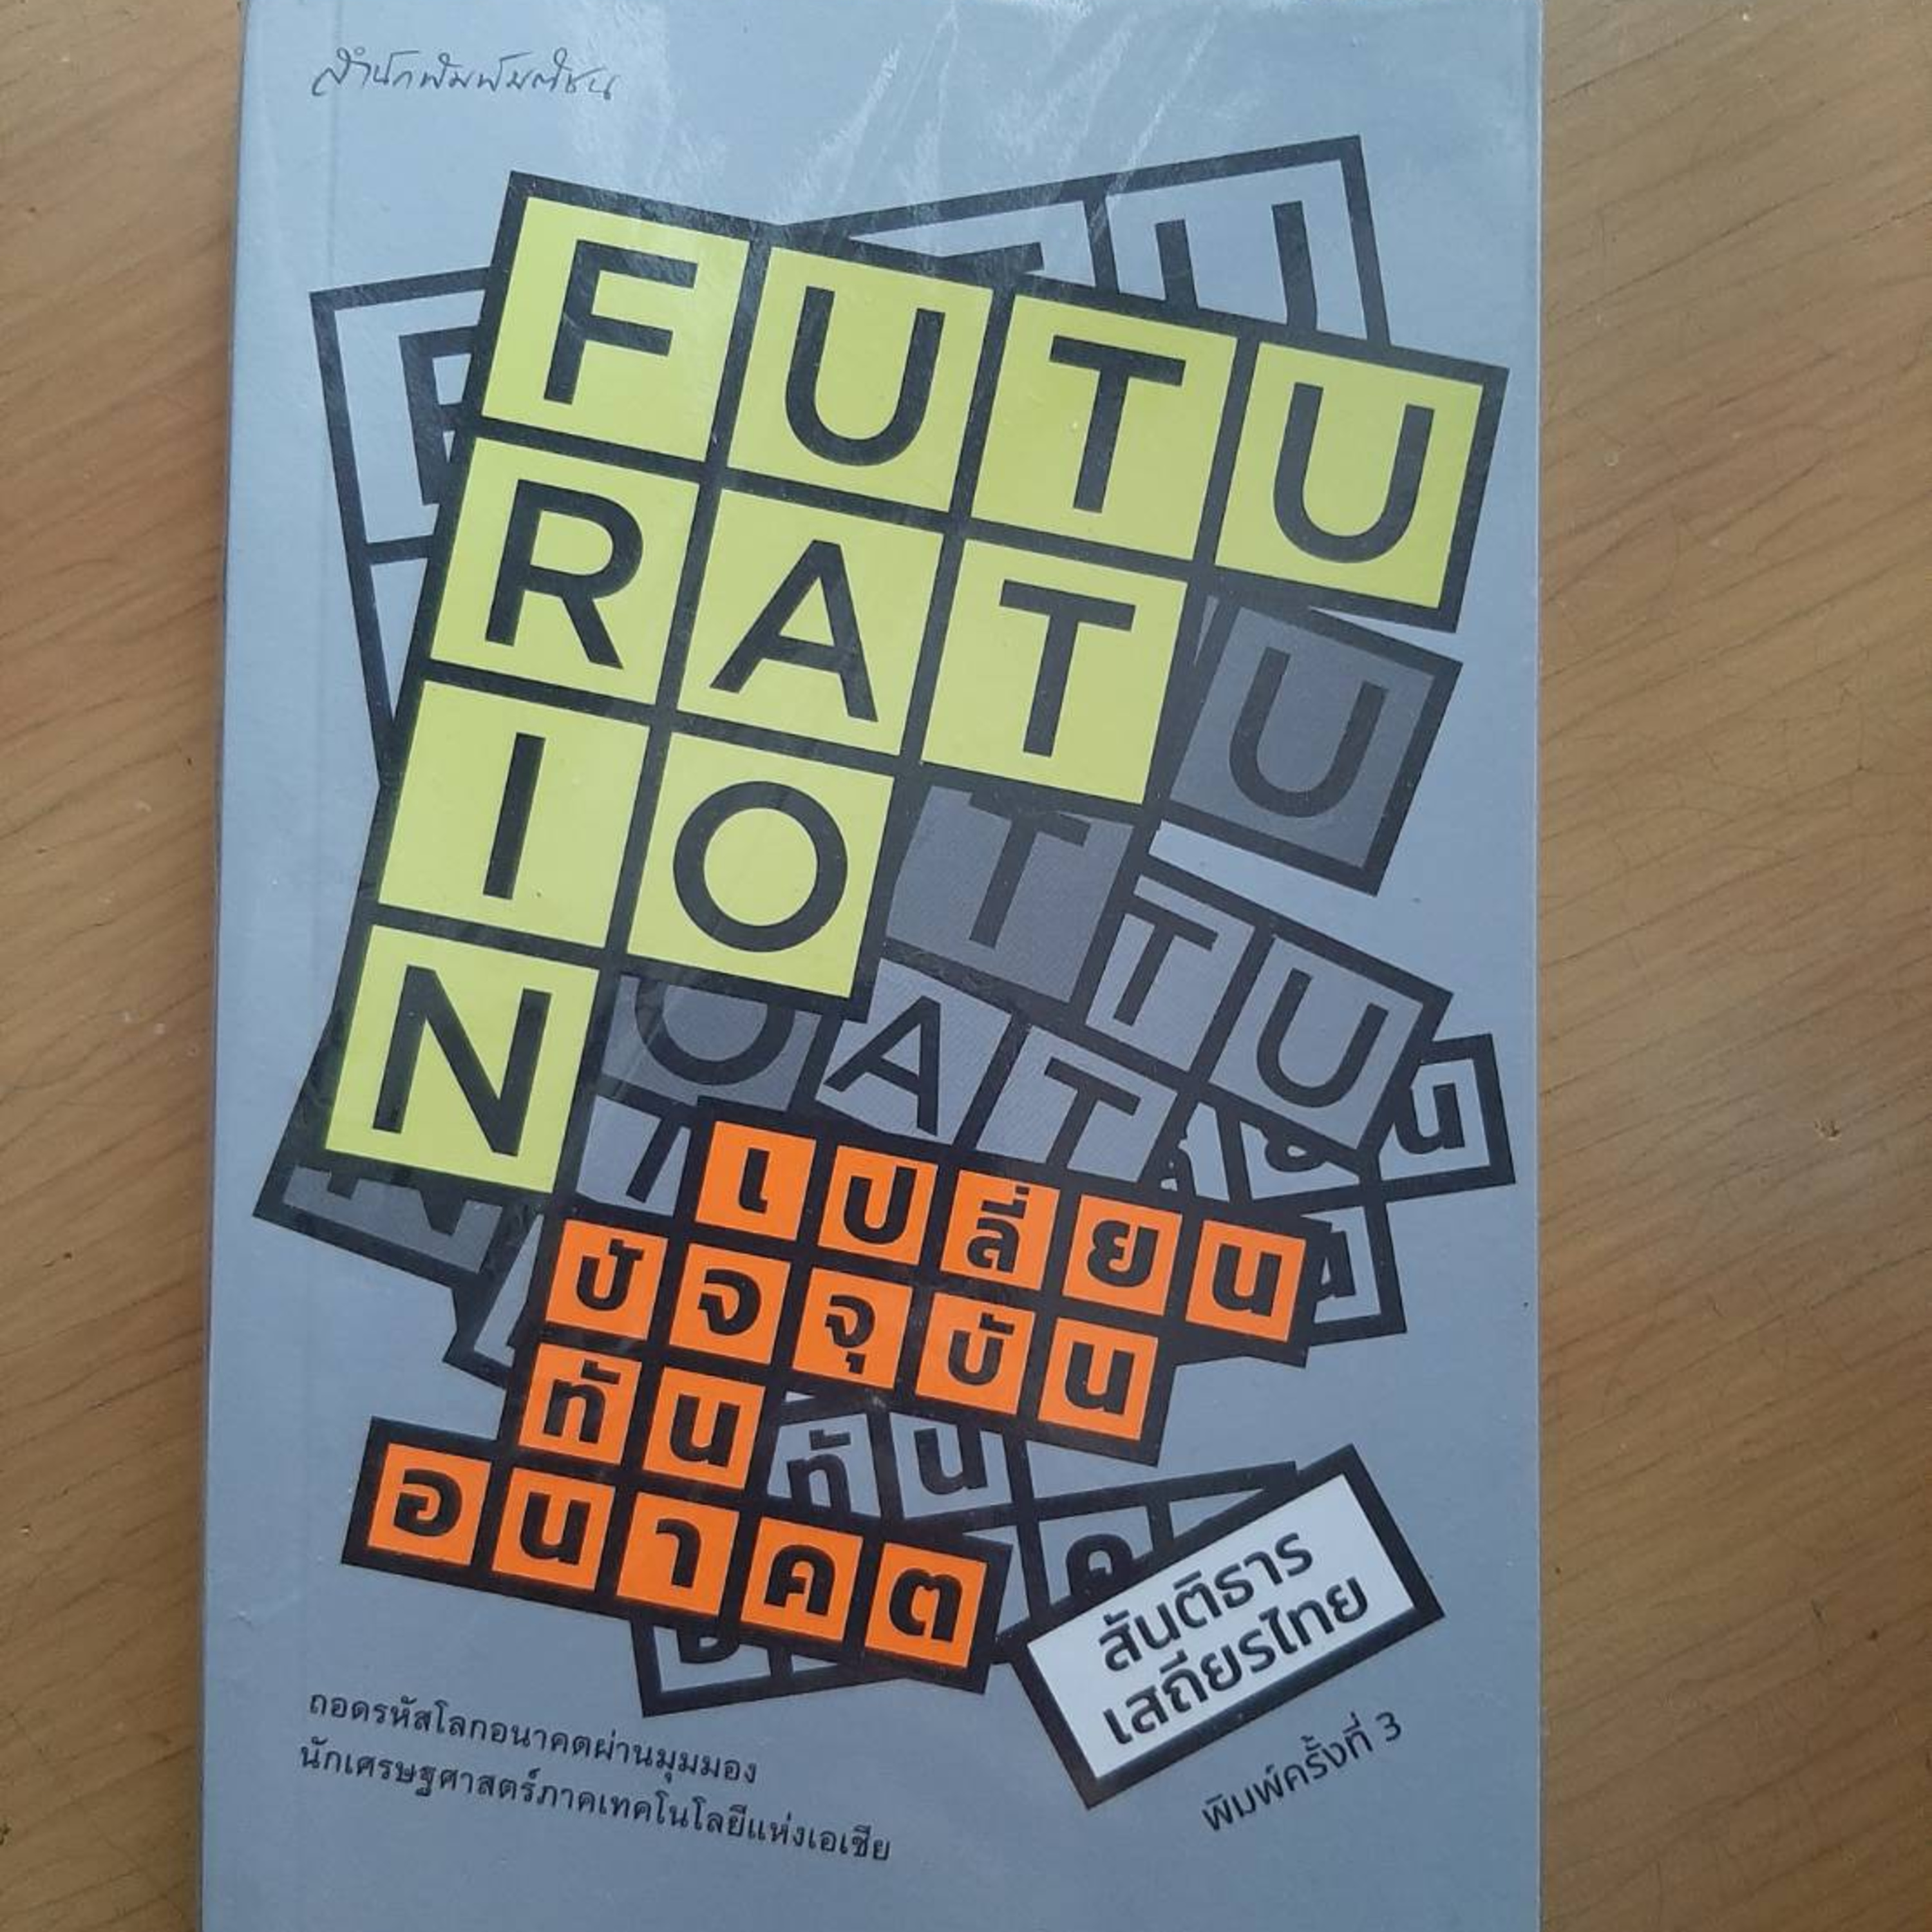 สำนักพิมพ์มติชน
FUTU
RAT
IO
N
เปลี่ยน
ปัจจุบัน
ทัน
อนาคต
สันติธาร
เสถียรไทย
พิมพ์ครั้งที่ 3
ถอดรหัสโลกอนาคตผ่านมุมมอง
นักเศรษฐศาสตร์ภาคเทคโนโลยีแห่งเอเชีย